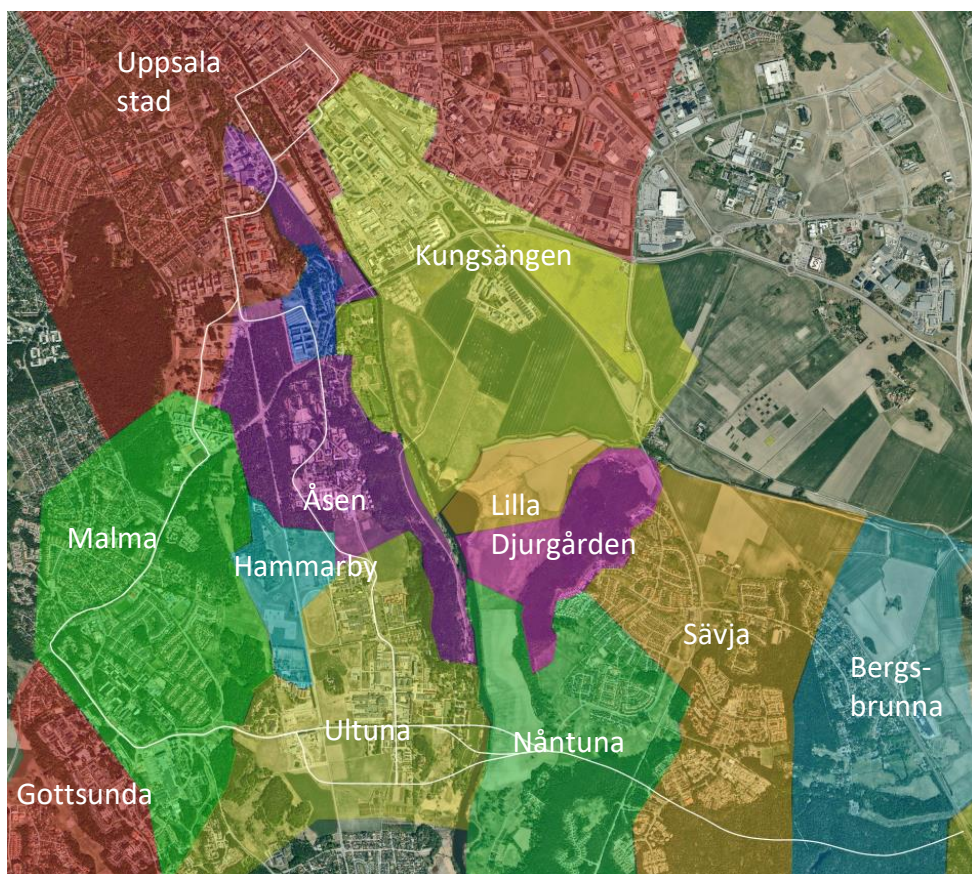 Uppsala
stad
Kungsängen
Åsen
Lilla
Djurgården
Malma
Hammarby
Sävja
Bergs-
brunna
Ultuna
Nåntuna
Gottsunda